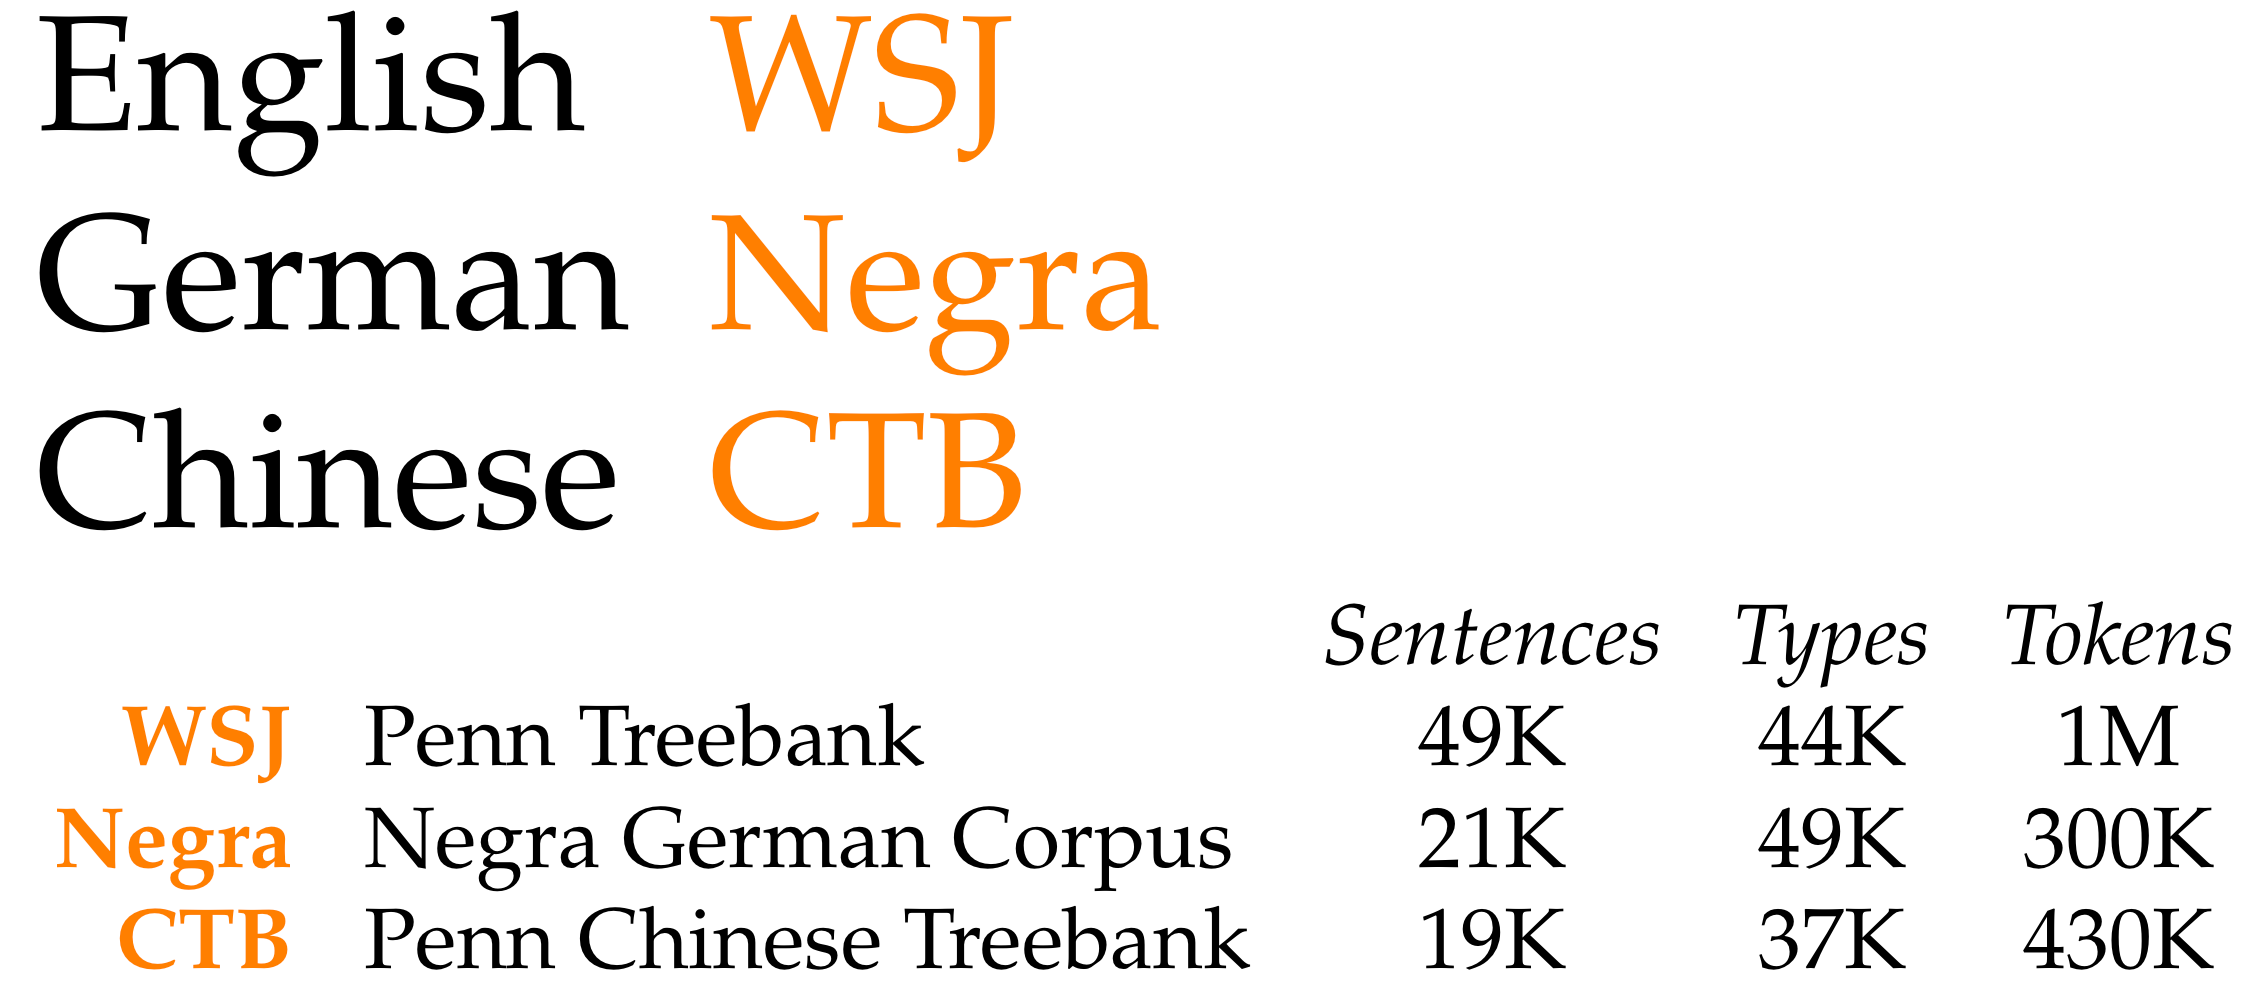 English WSJ
German Negra
Chinese CTB
Sentences Types Tokens
WSJ Penn Treebank 49K 44K 1M
Negra Negra German Corpus 21K 49K 300K
CTB Penn Chinese Treebank 19K 37K 430K